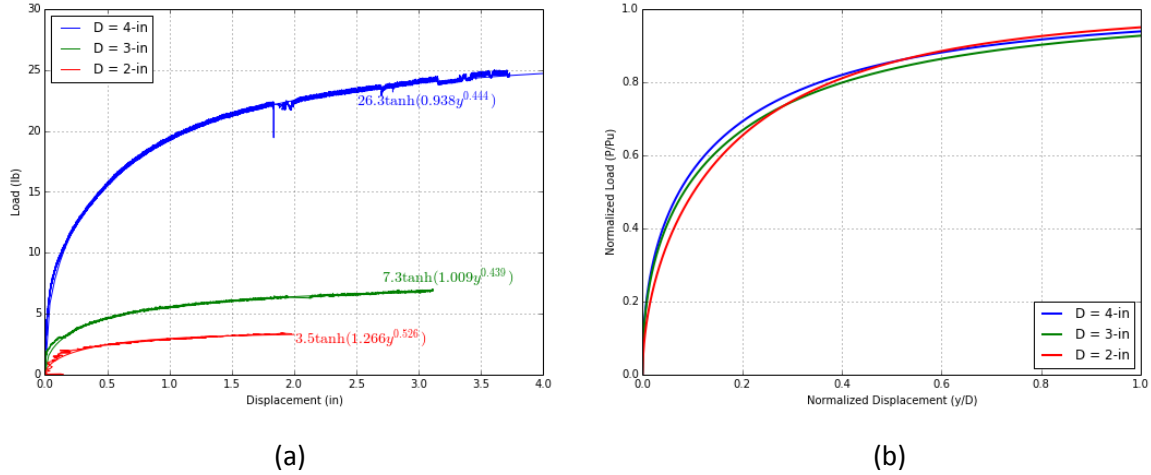 30
25
20
15
10
5
0
0.0 0.5 1.0 1.5 2.0 2.5 3.0 3.5 4.0
Load (lb)
Displacement (in)
D = 4-in
D = 3-in
D = 2-in
26.3tanh(0.938y^0.444)
7.3tanh(1.009y^0.439)
3.5tanh(1.266y^0.526)
(a)
1.0
0.8
0.6
0.4
0.2
0.0
0.0 0.2 0.4 0.6 0.8 1.0
Normalized Load (P/Pu)
Normalized Displacement (y/D)
D = 4-in
D = 3-in
D = 2-in
(b)